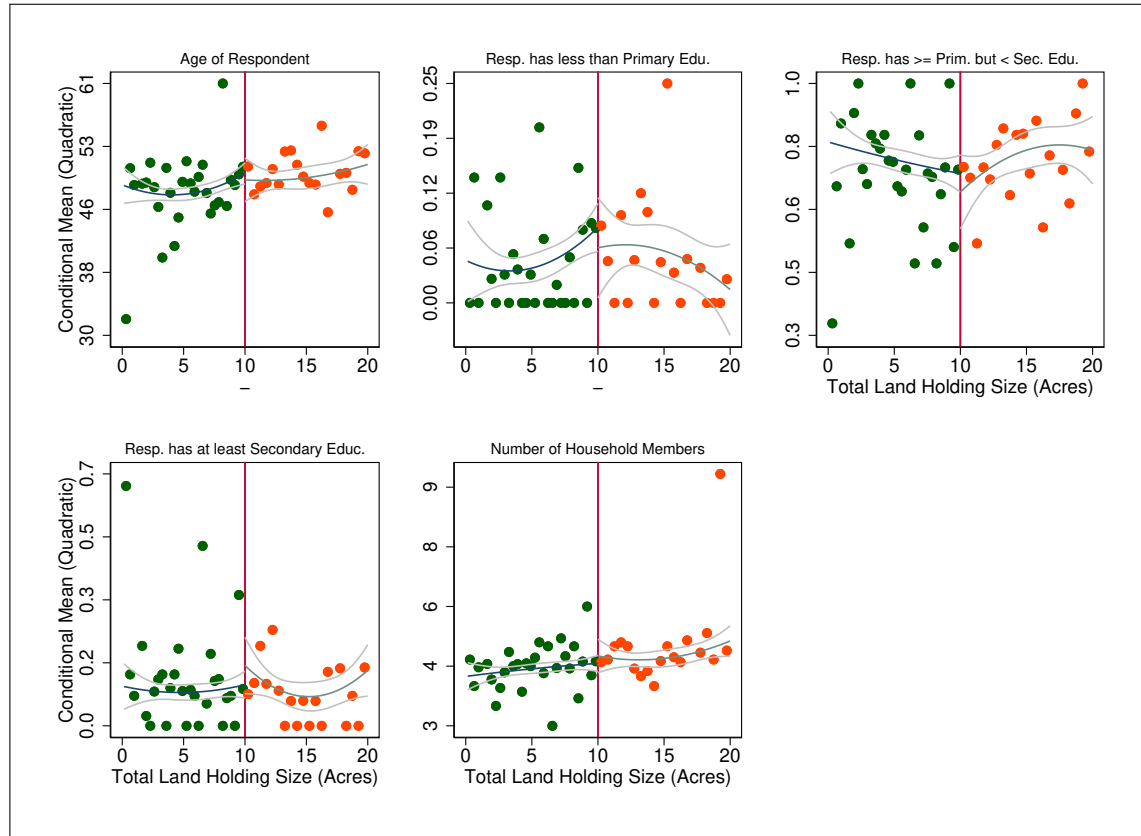 Age of Respondent
Conditional Mean (Quadratic)
61
53
46
38
30
0 5 10 15 20
–
Resp. has less than Primary Edu.
0.25
0.19
0.12
0.06
0.00
0 5 10 15 20
–
Resp. has >= Prim. but < Sec. Edu.
1.0
0.8
0.6
0.5
0.3
0 5 10 15 20
Total Land Holding Size (Acres)
Resp. has at least Secondary Educ.
Conditional Mean (Quadratic)
0.7
0.5
0.3
0.2
0.0
0 5 10 15 20
Total Land Holding Size (Acres)
Number of Household Members
9
8
6
4
3
0 5 10 15 20
Total Land Holding Size (Acres)